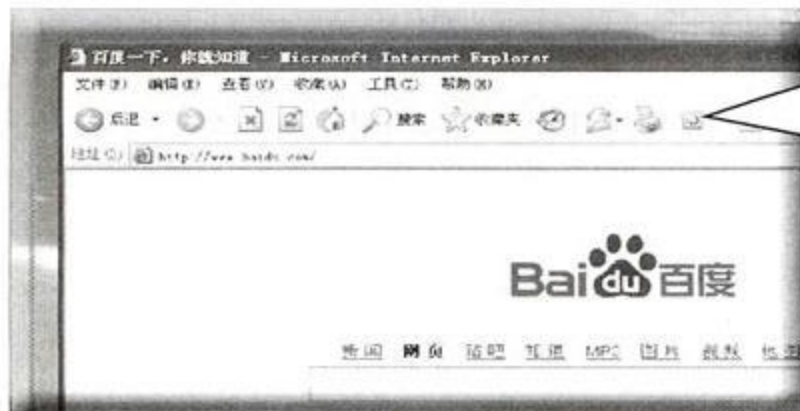 百度一下，你就知道 - Microsoft Internet Explorer
文件(F) 编辑(E) 查看(V) 收藏(A) 工具(T) 帮助(H)
后退 搜索 收藏夹
地址(D) http://www.baidu.com/
Baidu百度
新闻 网页 贴吧 知道 MP3 图片 视频